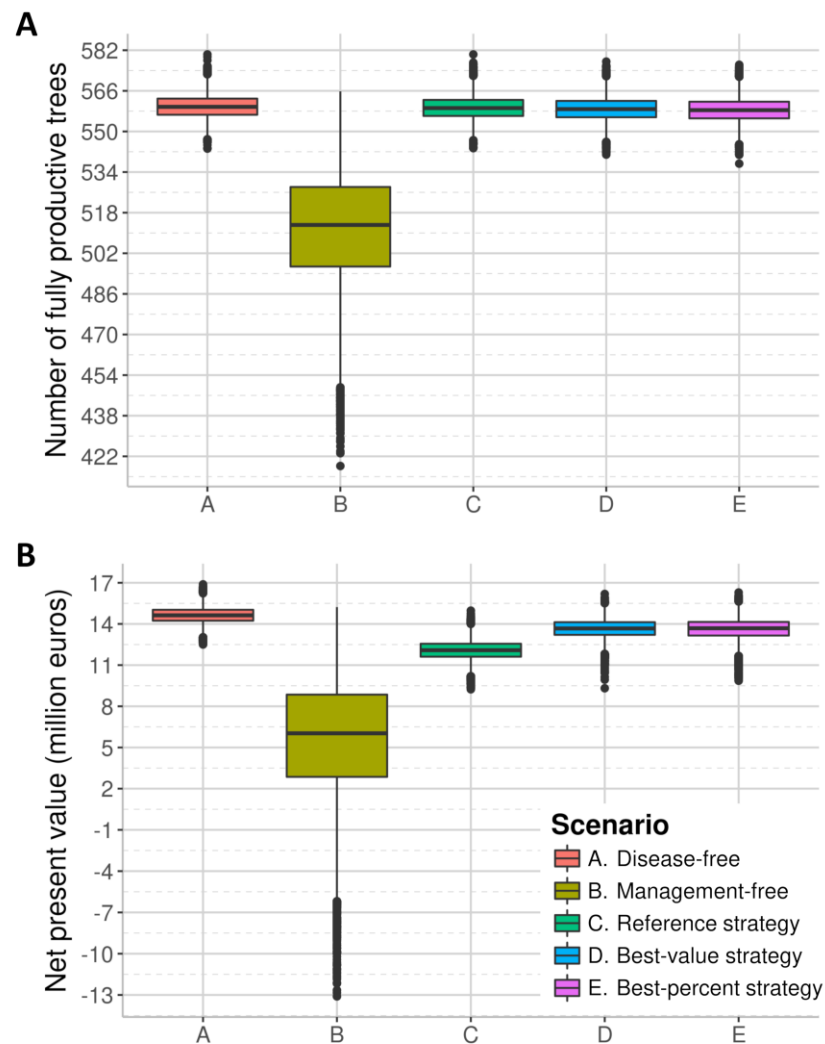 A
Number of fully productive trees
582
566
550
534
518
502
486
470
454
438
422
A B C D E
B
Net present value (million euros)
17
14
11
8
5
2
-1
-4
-7
-10
-13
Scenario
A. Disease-free
B. Management-free
C. Reference strategy
D. Best-value strategy
E. Best-percent strategy
A B C D E